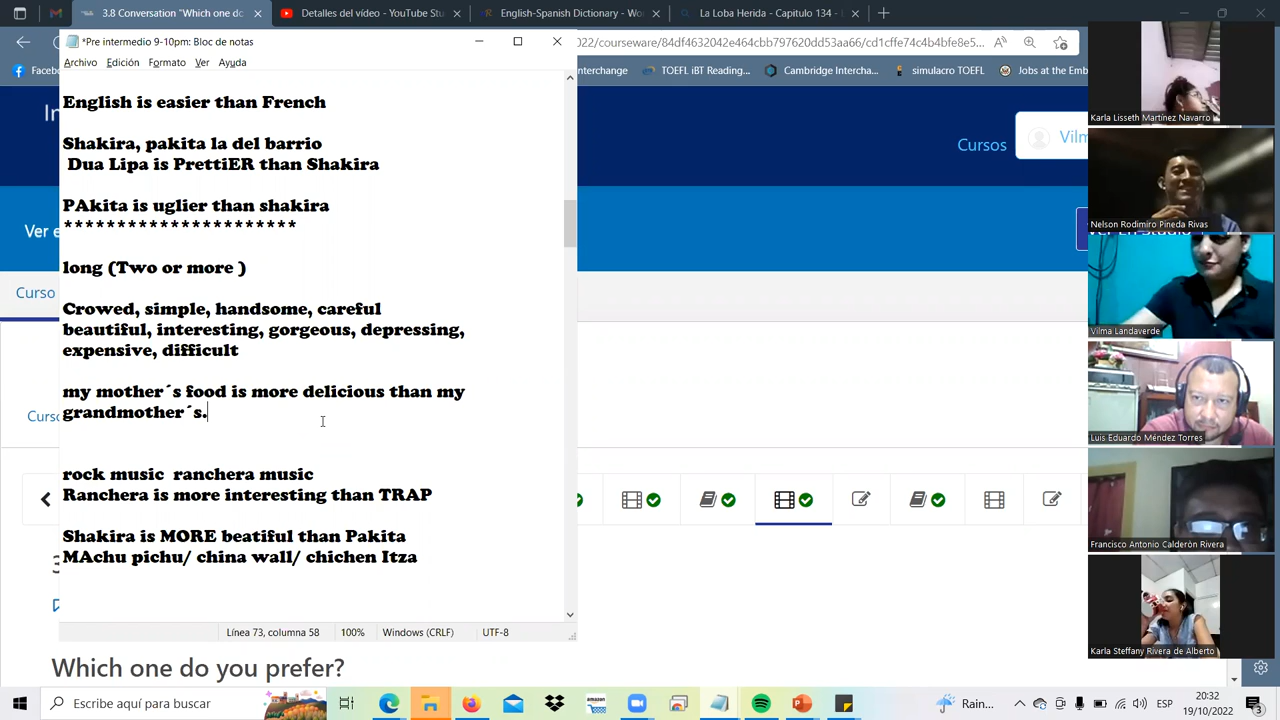 3.8 Conversation
Detalles del vídeo - YouTube Stu
English-Spanish Dictionary - W
La Loba Herida - Capitulo 134 -
022/courseware/84df4632042e464cbb797620dd53aa66/cd1cffe74c4b4bfe8e5...
*Pre intermedio 9-10pm: Bloc de notas
Archivo Edición Formato Ver Ayuda
nterchange
TOEFL iBT Reading...
Cambridge Intercha...
simulacro TOEFL
Jobs at the Emb
English is easier than French
Shakira, pakita la del barrio
Dua Lipa is PrettiER than Shakira
PAkita is uglier than shakira
**********************
long (Two or more )
Crowed, simple, handsome, careful
beautiful, interesting, gorgeous, depressing,
expensive, difficult
my mother´s food is more delicious than my
grandmother´s.
rock music  ranchera music
Ranchera is more interesting than TRAP
Shakira is MORE beatiful than Pakita
MAchu pichu/ china wall/ chichen Itza
Línea 73, columna 58
100%
Windows (CRLF)
UTF-8
Cursos
Which one do you prefer?
Escribe aquí para buscar
Rain...
ESP
20:32
19/10/2022
3
Karla Lisseth Martínez Navarro
Nelson Rodimiro Pineda Rivas
Vilma Landaverde
Luis Eduardo Méndez Torres
Francisco Antonio Calderón Rivera
Karla Steffany Rivera de Alberto